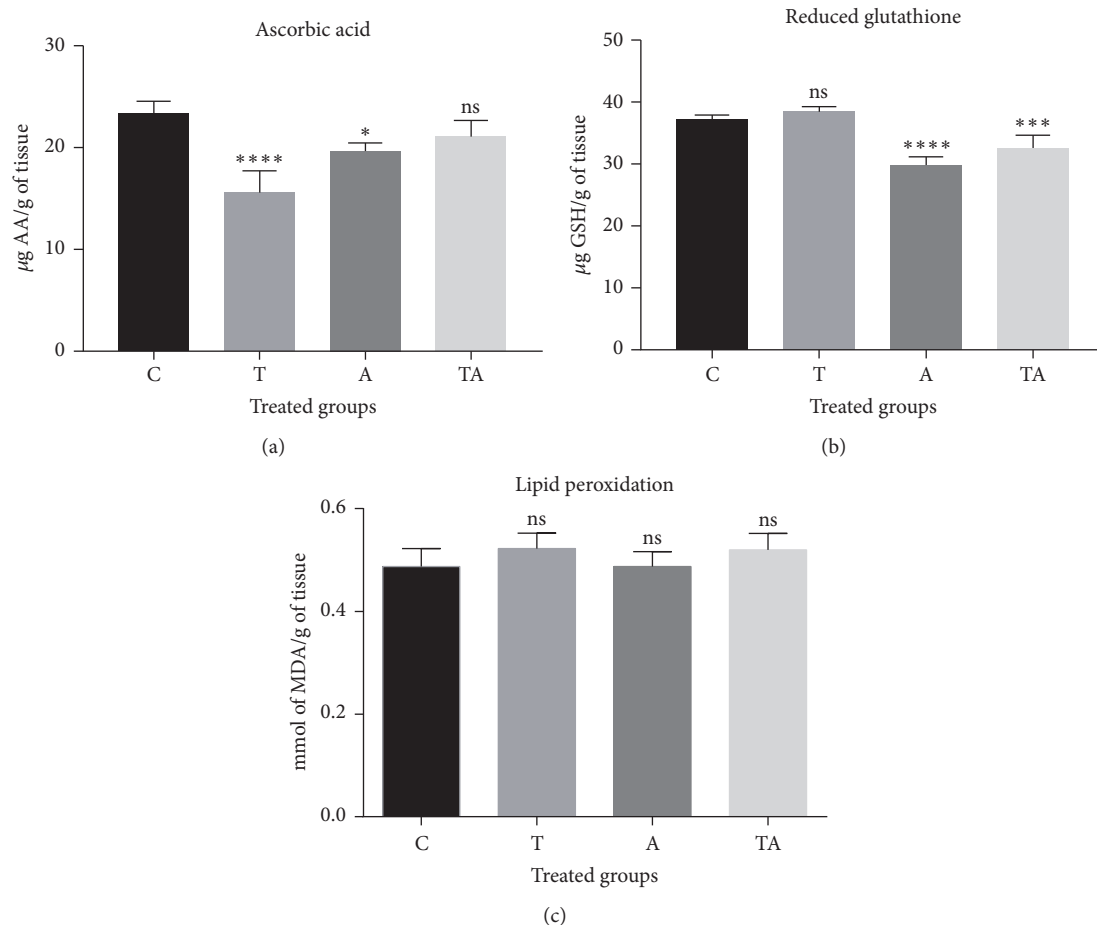 Ascorbic acid
30
20
10
0
μg AA/g of tissue
****
*
ns
C T A TA
Treated groups
(a)
Reduced glutathione
50
40
30
20
10
0
μg GSH/g of tissue
ns
****
***
C T A TA
Treated groups
(b)
Lipid peroxidation
0.6
0.4
0.2
0.0
mmol of MDA/g of tissue
ns
ns
ns
C T A TA
Treated groups
(c)